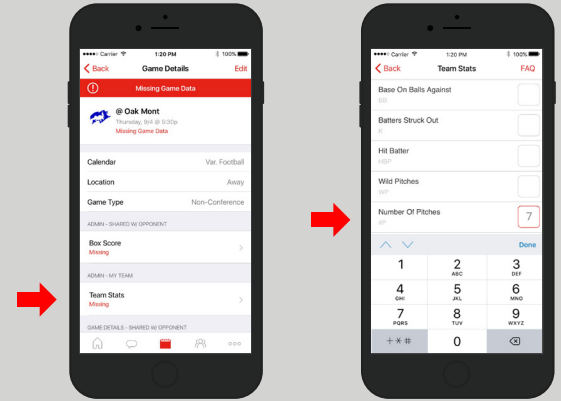 Carrier 1:20 PM 100%
Back Game Details Edit
Missing Game Data
@ Oak Mont
Thursday, 9/4 @ 5:30p
Missing Game Data
Calendar Var. Football
Location Away
Game Type Non-Conference
ADMIN - SHARED W/ OPPONENT
Box Score
Missing
ADMIN - MY TEAM
Team Stats
Missing
GAME DETAILS - SHARED W/ OPPONENT
Carrier 1:20 PM 100%
Back Team Stats FAQ
Base On Balls Against
BB
Batters Struck Out
K
Hit Batter
HBP
Wild Pitches
WP
Number Of Pitches 7
#P
Done
1 2 3
ABC DEF
4 5 6
GHI JKL MNO
7 8 9
PQRS TUV WXYZ
+ * # 0